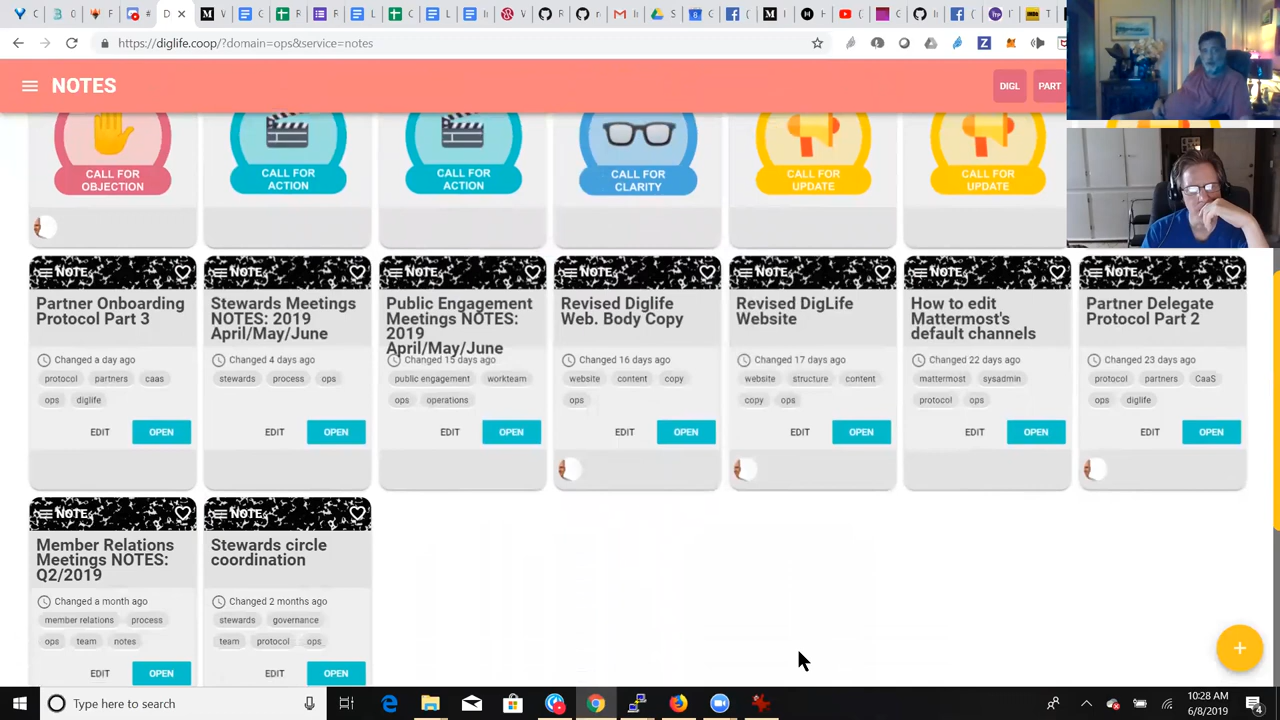 https://diglife.coop/?domain=ops&service=notes
NOTES
DIGL
PART
CALL FOR
OBJECTION
CALL FOR
ACTION
CALL FOR
ACTION
CALL FOR
CLARITY
CALL FOR
UPDATE
CALL FOR
UPDATE
NOTE
Partner Onboarding
Protocol Part 3
Changed a day ago
protocol partners caas
ops diglife
EDIT OPEN
NOTE
Stewards Meetings
NOTES: 2019
April/May/June
Changed 4 days ago
stewards process ops
EDIT OPEN
NOTE
Public Engagement
Meetings NOTES:
2019
April/May/June
Changed 15 days ago
public engagement workteam
ops operations
EDIT OPEN
NOTE
Revised Diglife
Web. Body Copy
Changed 16 days ago
website content copy
ops
EDIT OPEN
NOTE
Revised DigLife
Website
Changed 17 days ago
website structure content
copy ops
EDIT OPEN
NOTE
How to edit
Mattermost's
default channels
Changed 22 days ago
mattermost sysadmin
protocol ops
EDIT OPEN
NOTE
Partner Delegate
Protocol Part 2
Changed 23 days ago
protocol partners CaaS
ops diglife
EDIT OPEN
NOTE
Member Relations
Meetings NOTES:
Q2/2019
Changed a month ago
member relations process
ops team notes
EDIT OPEN
NOTE
Stewards circle
coordination
Changed 2 months ago
stewards governance
team protocol ops
EDIT OPEN
+
Type here to search
10:28 AM
6/8/2019
4